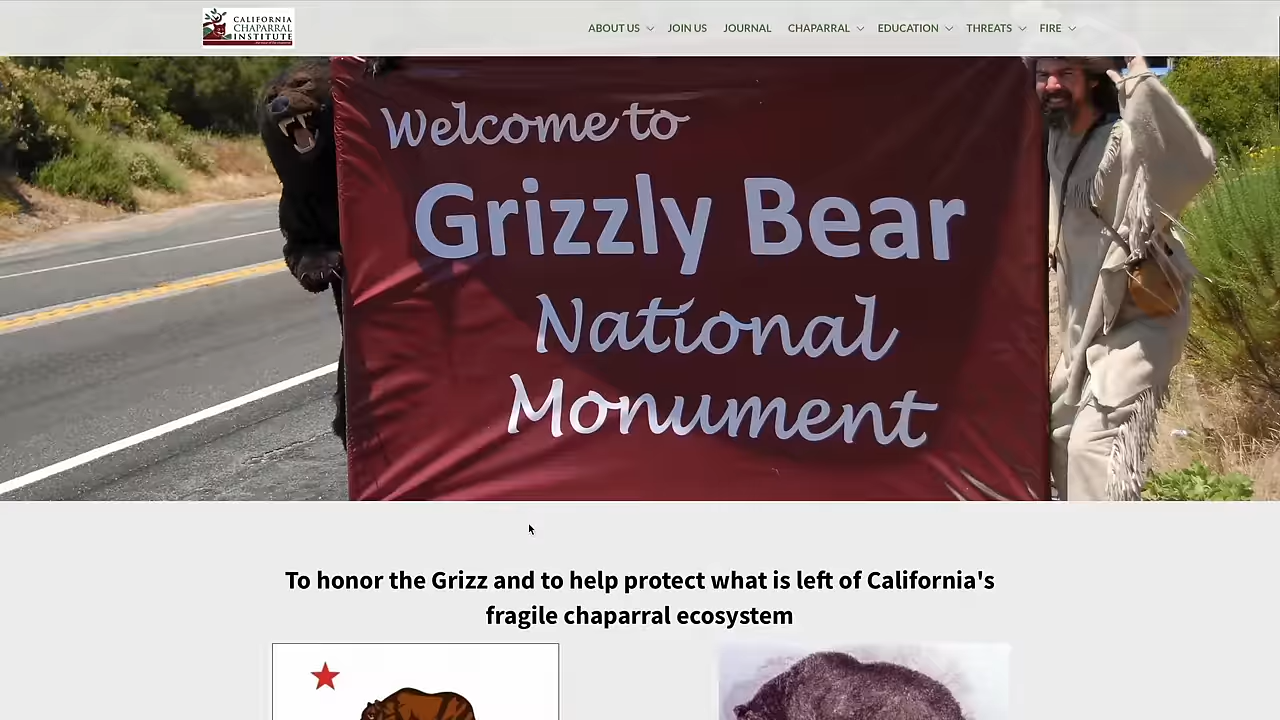 CALIFORNIA
CHAPARRAL
INSTITUTE
ABOUT US
JOIN US
JOURNAL
CHAPARRAL
EDUCATION
THREATS
FIRE
Welcome to
Grizzly Bear
National
Monument
To honor the Grizz and to help protect what is left of California's
fragile chaparral ecosystem